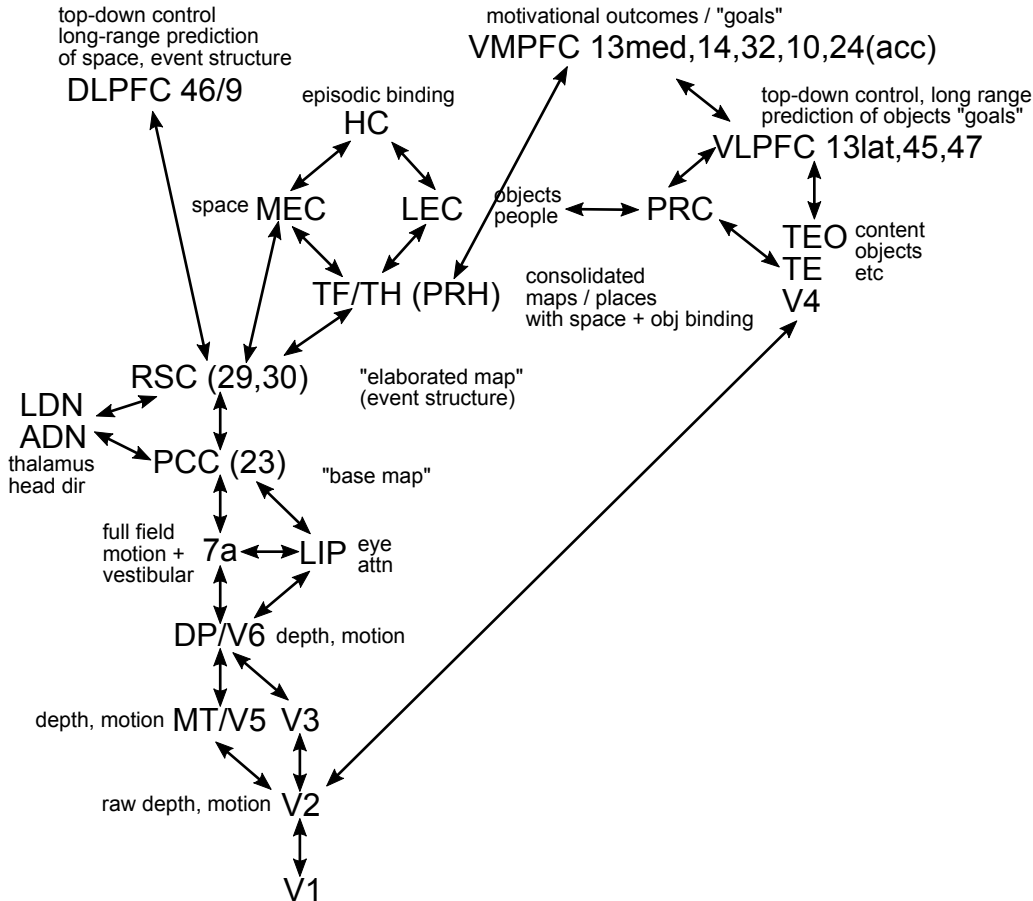 top-down control
long-range prediction
of space, event structure
DLPFC 46/9
motivational outcomes / "goals"
VMPFC 13med,14,32,10,24(acc)
episodic binding
HC
top-down control, long range
prediction of objects "goals"
VLPFC 13lat,45,47
space MEC
LEC
objects
people
PRC
TEO
TE
V4
content
objects
etc
TF/TH (PRH)
consolidated
maps / places
with space + obj binding
RSC (29,30)
"elaborated map"
(event structure)
LDN
ADN
thalamus
head dir
PCC (23)
"base map"
full field
motion +
vestibular
7a
LIP
eye
attn
DP/V6 depth, motion
depth, motion MT/V5
V3
raw depth, motion V2
V1